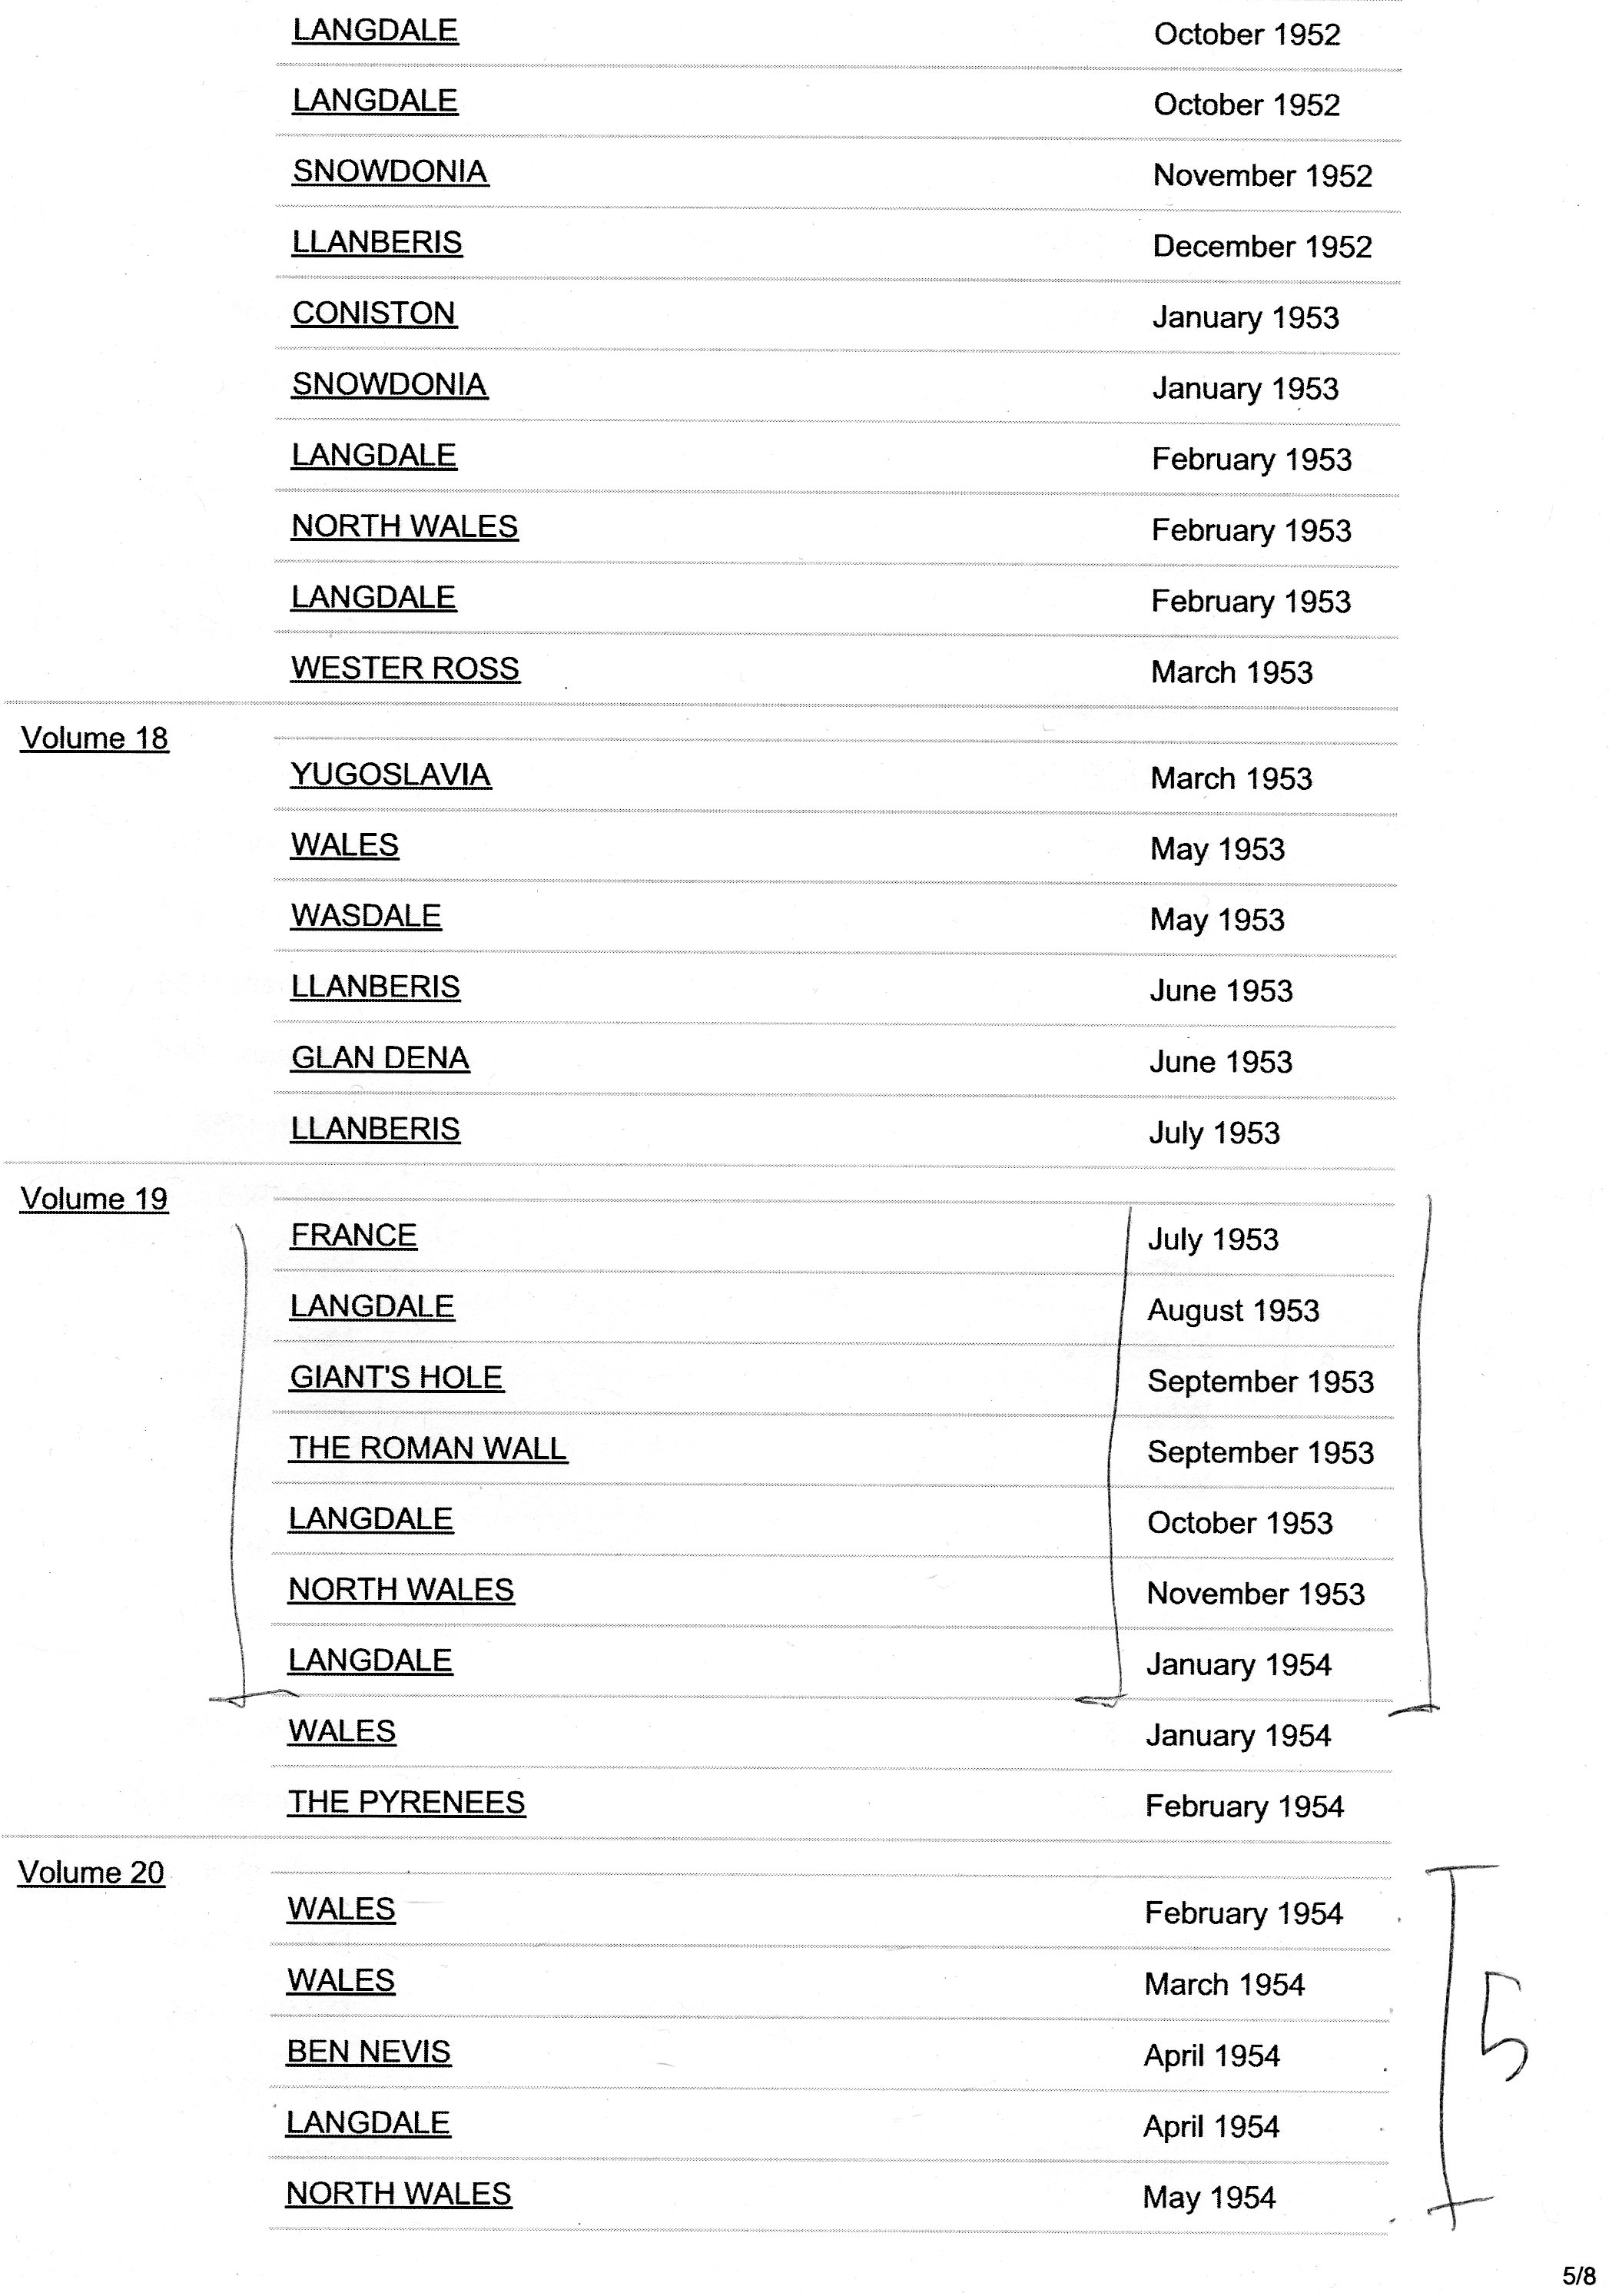 LANGDALE October 1952
LANGDALE October 1952
SNOWDONIA November 1952
LLANBERIS December 1952
CONISTON January 1953
SNOWDONIA January 1953
LANGDALE February 1953
NORTH WALES February 1953
LANGDALE February 1953
WESTER ROSS March 1953
Volume 18
YUGOSLAVIA March 1953
WALES May 1953
WASDALE May 1953
LLANBERIS June 1953
GLAN DENA June 1953
LLANBERIS July 1953
Volume 19
FRANCE July 1953
LANGDALE August 1953
GIANT'S HOLE September 1953
THE ROMAN WALL September 1953
LANGDALE October 1953
NORTH WALES November 1953
LANGDALE January 1954
WALES January 1954
THE PYRENEES February 1954
Volume 20
WALES February 1954
WALES March 1954
5
BEN NEVIS April 1954
LANGDALE April 1954
NORTH WALES May 1954
5/8